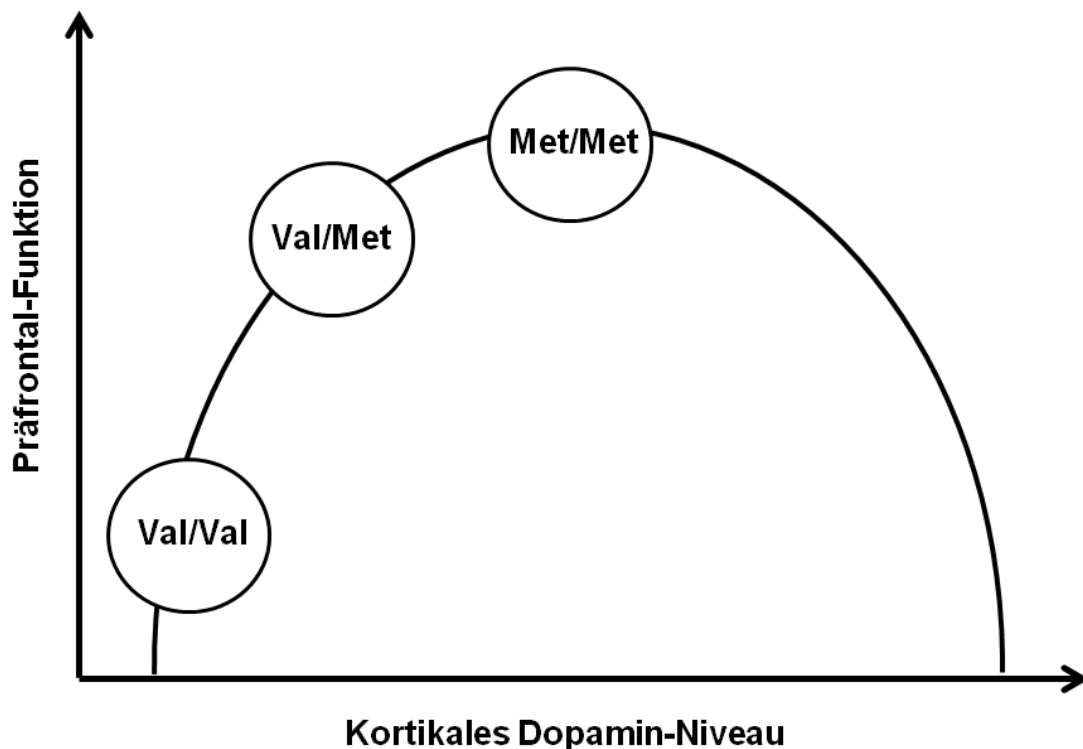 Met/Met
Val/Met
Val/Val
Präfrontal-Funktion
Kortikales Dopamin-Niveau